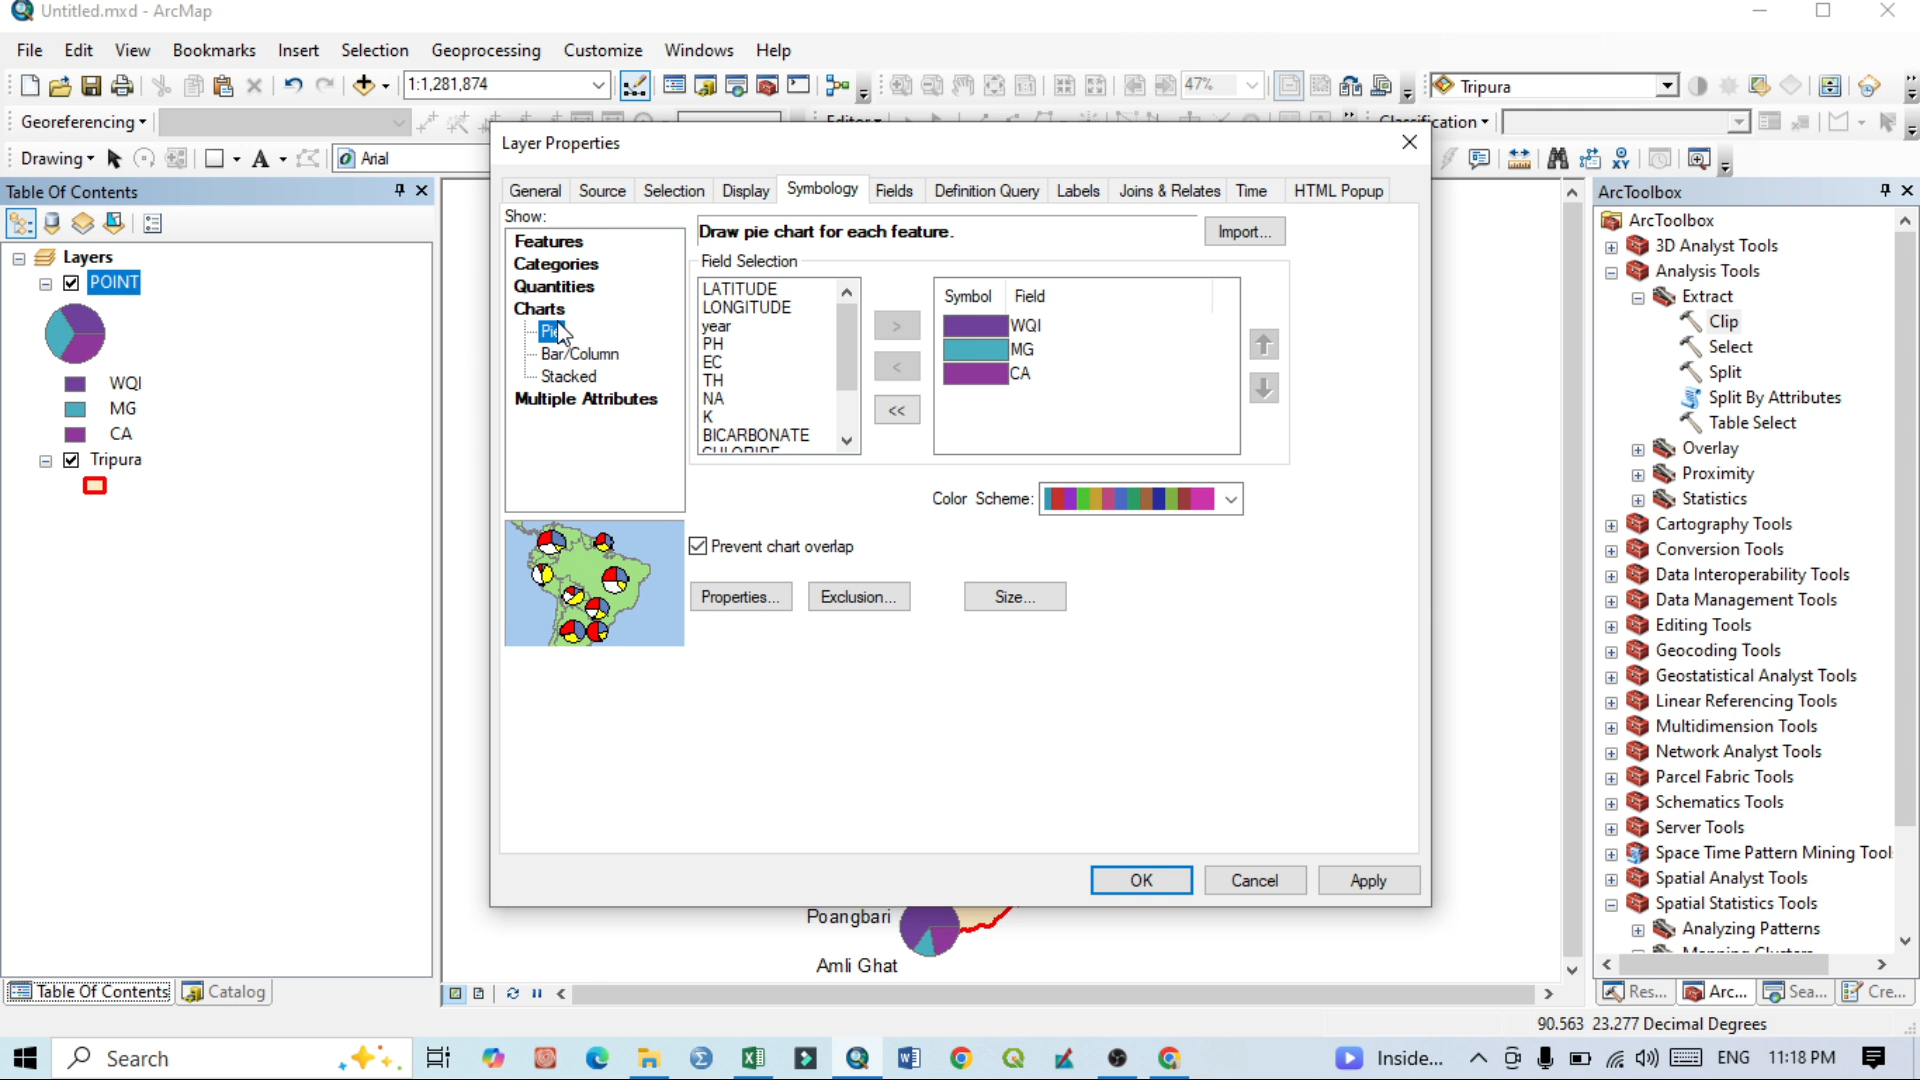 Untitled.mxd - ArcMap
File Edit View Bookmarks Insert Selection Geoprocessing Customize Windows Help
1:1,281,874
47%
Tripura
Georeferencing
Drawing
A
Arial
Table Of Contents
Layers
POINT
WQI
MG
CA
Tripura
Layer Properties
General Source Selection Display Symbology Fields Definition Query Labels Joins & Relates Time HTML Popup
Show:
Features
Categories
Quantities
Charts
Bar/Column
Stacked
Multiple Attributes
Draw pie chart for each feature.
Import...
Field Selection
LATITUDE
LONGITUDE
year
PH
EC
TH
NA
K
BICARBONATE
>
<
<<
Symbol Field
WQI
MG
CA
Color Scheme:
Prevent chart overlap
Properties... Exclusion... Size...
OK Cancel Apply
Poangbari
Amli Ghat
ArcToolbox
ArcToolbox
3D Analyst Tools
Analysis Tools
Extract
Clip
Select
Split
Split By Attributes
Table Select
Overlay
Proximity
Statistics
Cartography Tools
Conversion Tools
Data Interoperability Tools
Data Management Tools
Editing Tools
Geocoding Tools
Geostatistical Analyst Tools
Linear Referencing Tools
Multidimension Tools
Network Analyst Tools
Parcel Fabric Tools
Schematics Tools
Server Tools
Space Time Pattern Mining Tool
Spatial Analyst Tools
Spatial Statistics Tools
Analyzing Patterns
Table Of Contents Catalog
Res... Arc... Sea... Cre...
90.563 23.277 Decimal Degrees
Search
Inside...
ENG 11:18 PM